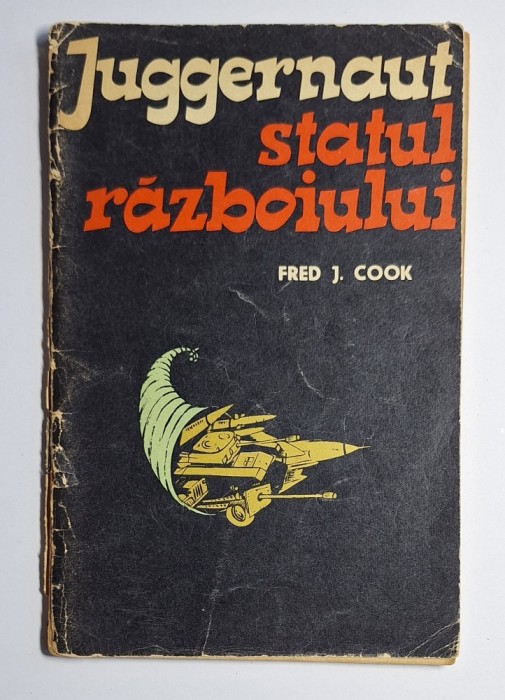 Juggernaut
statul
războiului
FRED J. COOK